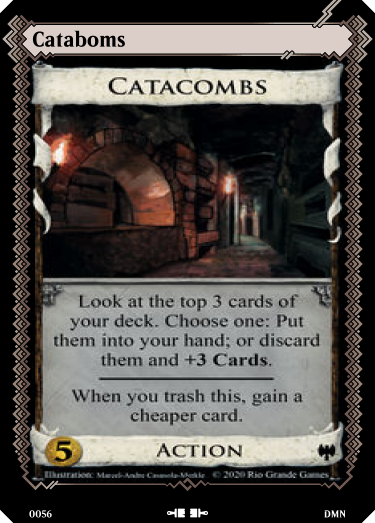 Cataboms
CATACOMBS
Look at the top 3 cards of
your deck. Choose one: Put
them into your hand; or discard
them and +3 Cards.
When you trash this, gain a
cheaper card.
5
ACTION
Illustration: Marcel-André Casasola-Merkle © 2020 Rio Grande Games
0056
DMN